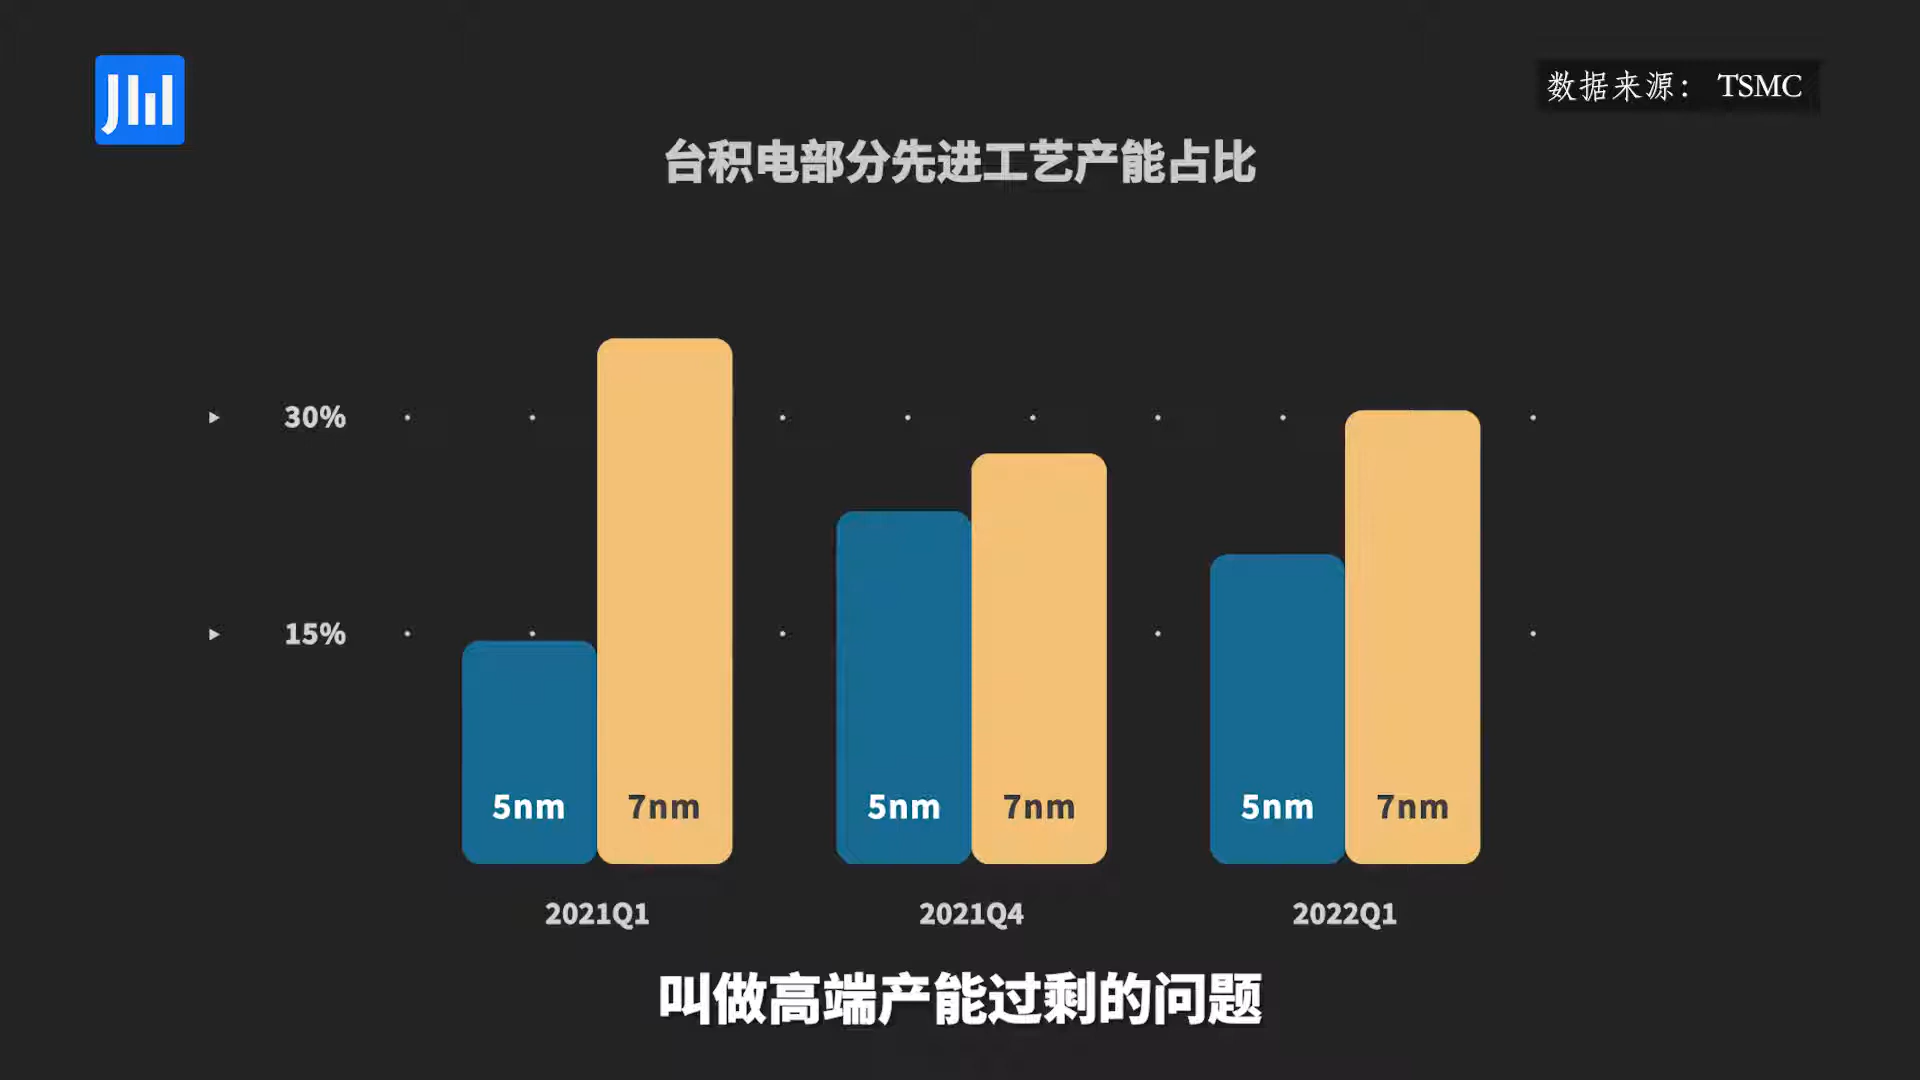 JM
数据来源： TSMC
台积电部分先进工艺产能占比
30%
15%
5nm 7nm 5nm 7nm 5nm 7nm
2021Q1 2021Q4 2022Q1
叫做高端产能过剩的问题